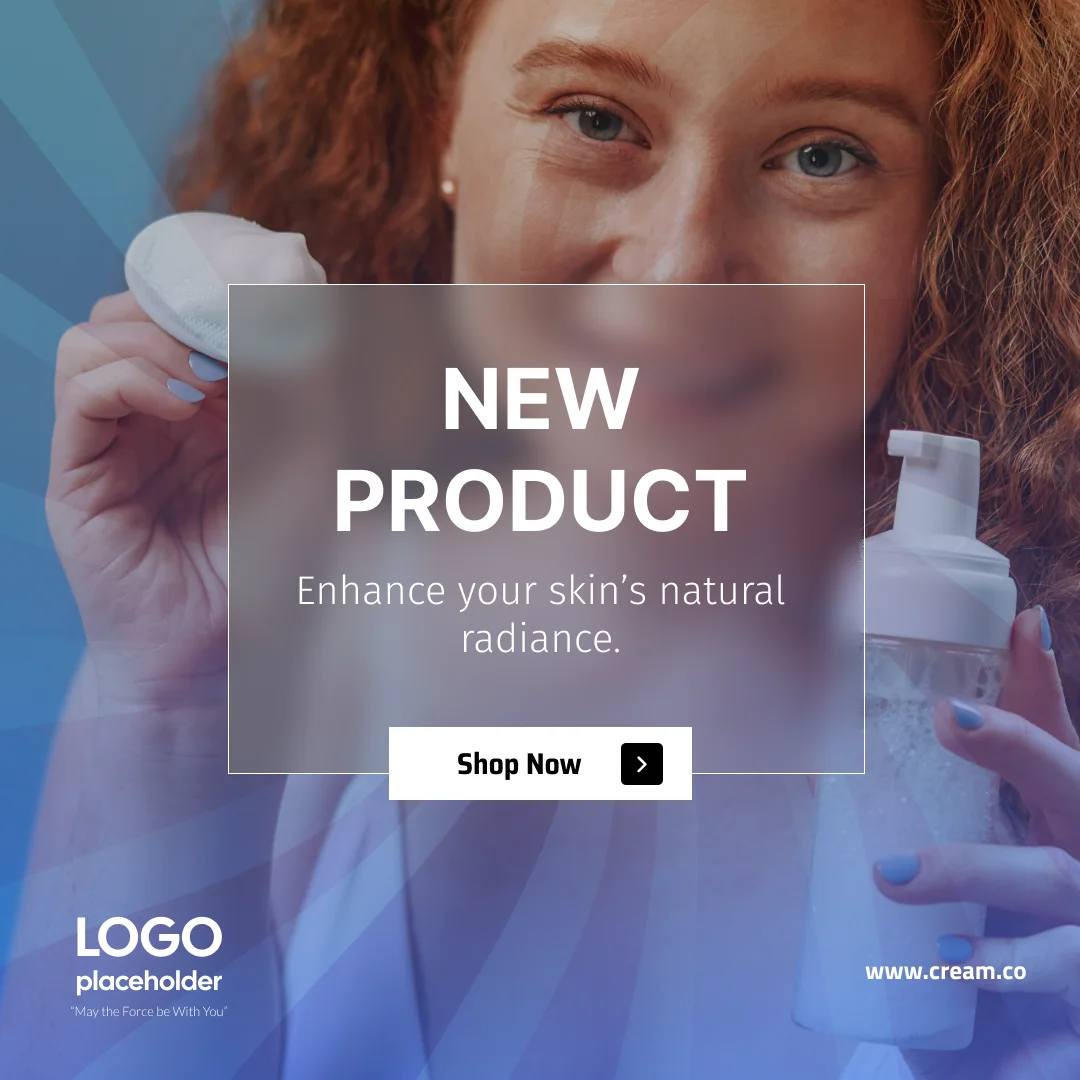 NEW
PRODUCT
Enhance your skin’s natural
radiance.
Shop Now
LOGO
placeholder
“May the Force be With You”
www.cream.co